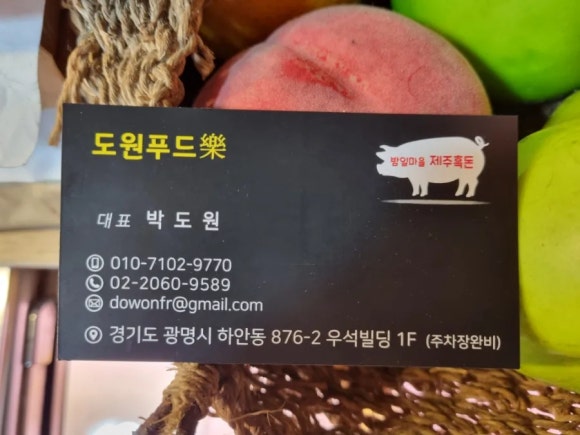 도원푸드樂
밤일마을 제주흑돈
대표 박도원
010-7102-9770
02-2060-9589
dowonfr@gmail.com
경기도 광명시 하안동 876-2 우석빌딩 1F (주차장완비)